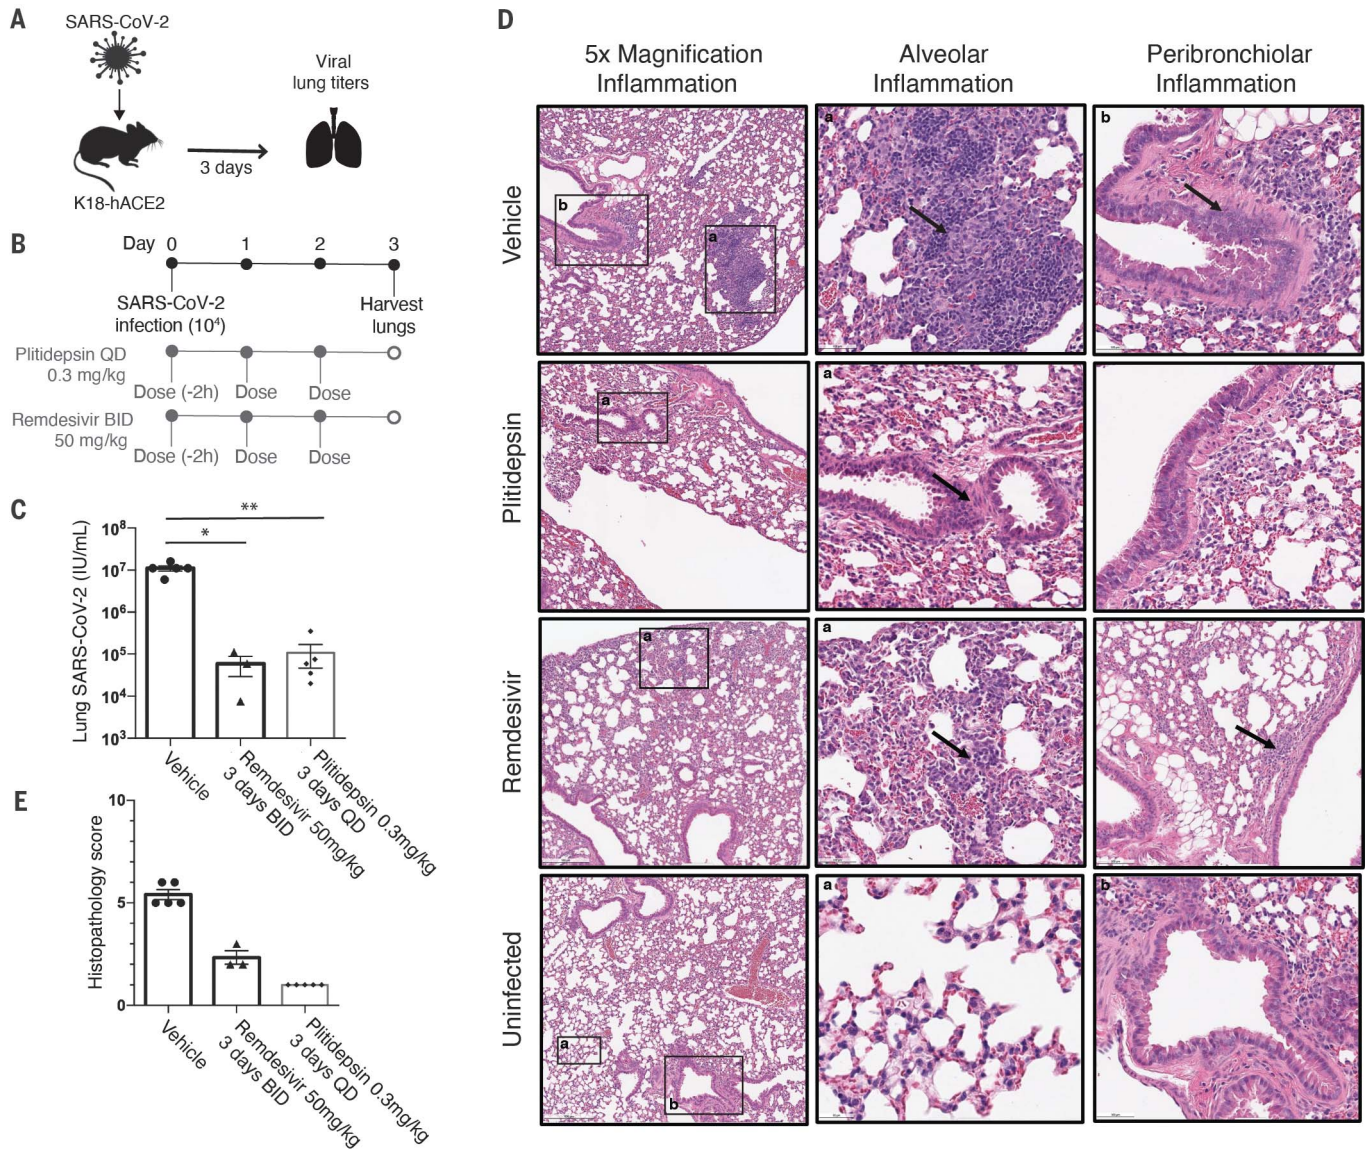 A
SARS-CoV-2
Viral
lung titers
3 days
K18-hACE2
B
Day 0 1 2 3
SARS-CoV-2
infection (10⁴)
Harvest
lungs
Plitidepsin QD
0.3 mg/kg
Dose (-2h) Dose Dose
Remdesivir BID
50 mg/kg
Dose (-2h) Dose Dose
C
**
*
Lung SARS-CoV-2 (IU/mL)
10⁸
10⁷
10⁶
10⁵
10⁴
10³
Vehicle
Remdesivir 50mg/kg
3 days BID
Plitidepsin 0.3mg/kg
3 days QD
E
Histopathology score
10
5
0
Vehicle
Remdesivir 50mg/kg
3 days BID
Plitidepsin 0.3mg/kg
3 days QD
D
5x Magnification
Inflammation
Alveolar
Inflammation
Peribronchiolar
Inflammation
Vehicle
b
a
a
b
Plitidepsin
a
a
Remdesivir
a
a
Uninfected
a
b
a
b